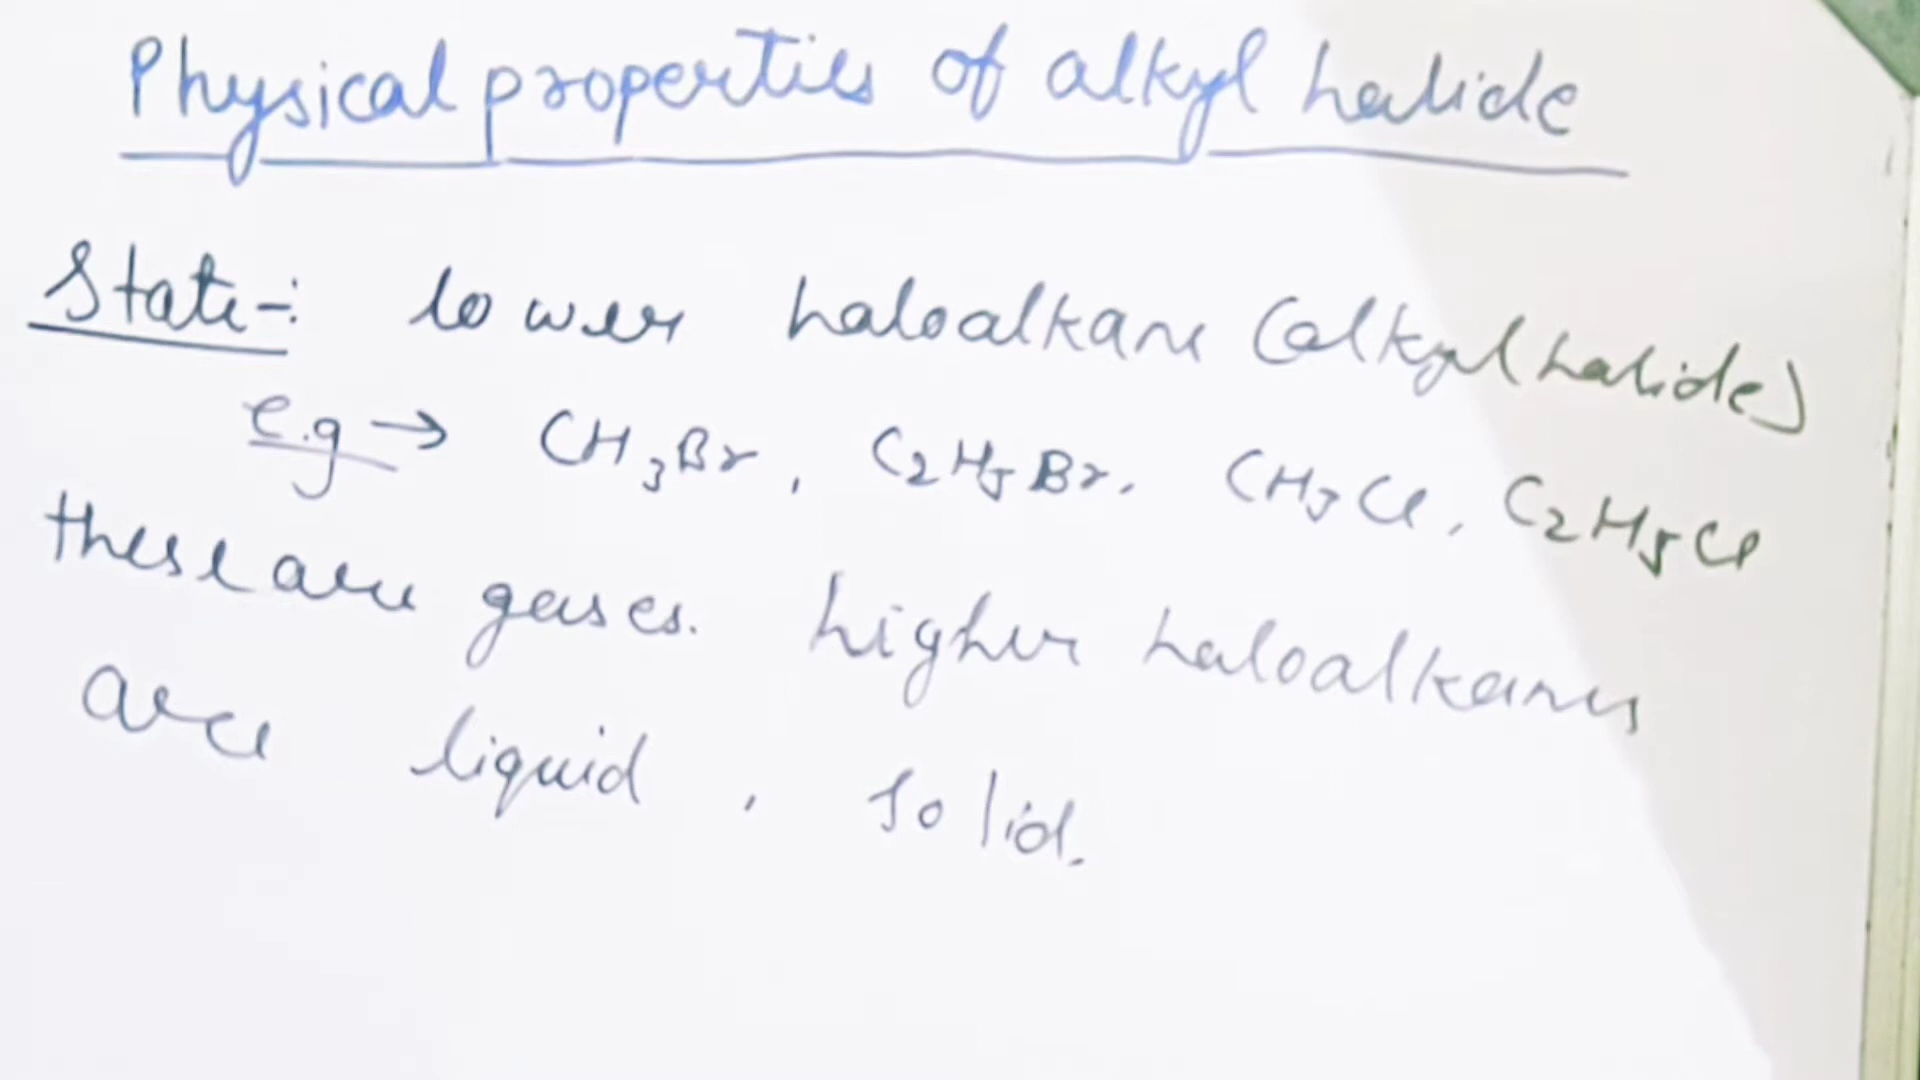 Physical properties of alkyl halide
State-: lower haloalkane (alkyl halide)
e.g → CH3Br, C2H5Br, CH3Cl, C2H5Cl
these are gases. higher haloalkanes
are liquid, solid.